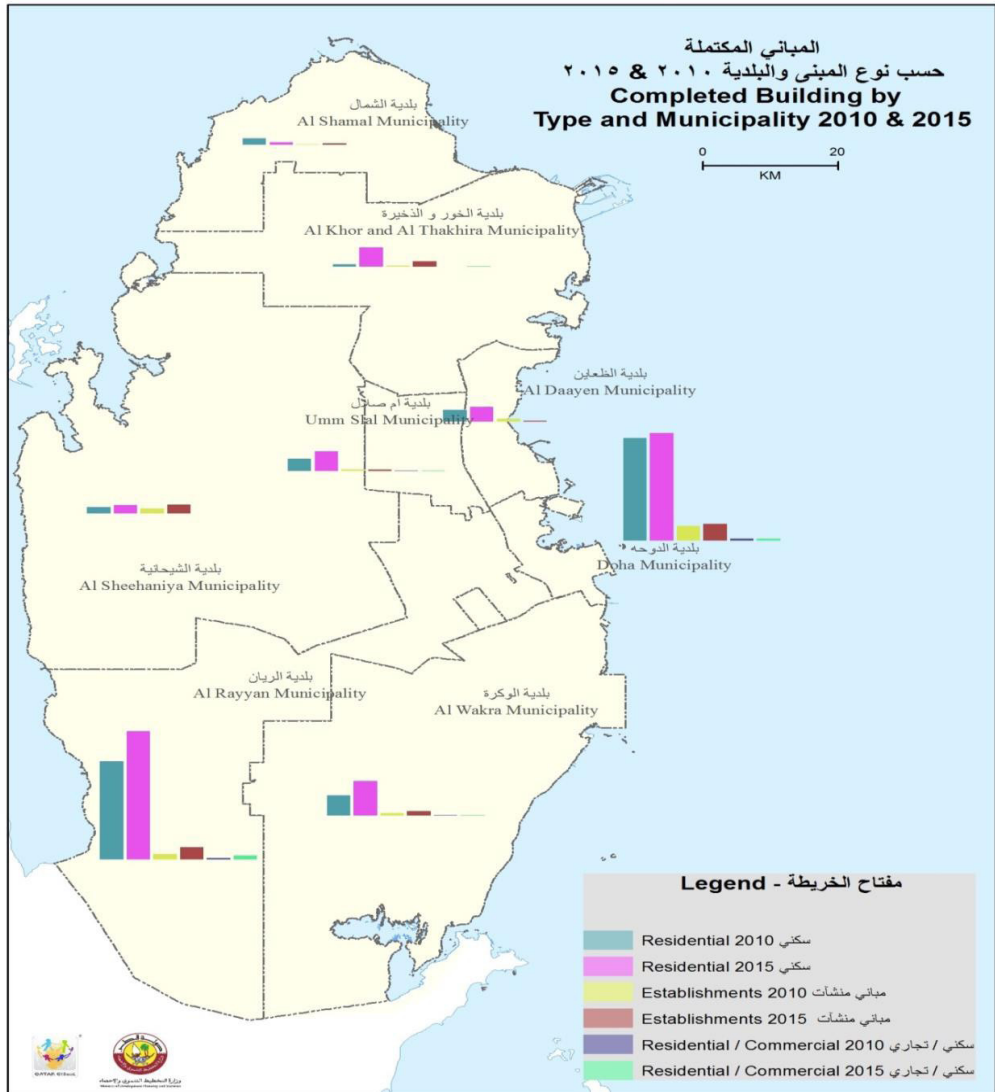 المباني المكتملة
حسب نوع المبنى والبلدية ٢٠١٠ & ٢٠١٥
Completed Building by
Type and Municipality 2010 & 2015
0 20
KM
بلدية الشمال
Al Shamal Municipality
بلدية الخور و الذخيرة
Al Khor and Al Thakhira Municipality
بلدية الظعاين
Al Daayen Municipality
بلدية ام صلال
Umm Slal Municipality
بلدية الدوحه
Doha Municipality
بلدية الشيحانية
Al Sheehaniya Municipality
بلدية الريان
Al Rayyan Municipality
بلدية الوكرة
Al Wakra Municipality
Legend - مفتاح الخريطة
Residential 2010 سكني
Residential 2015 سكني
Establishments 2010 مباني منشآت
Establishments 2015 مباني منشآت
Residential / Commercial 2010 سكني / تجاري
Residential / Commercial 2015 سكني / تجاري